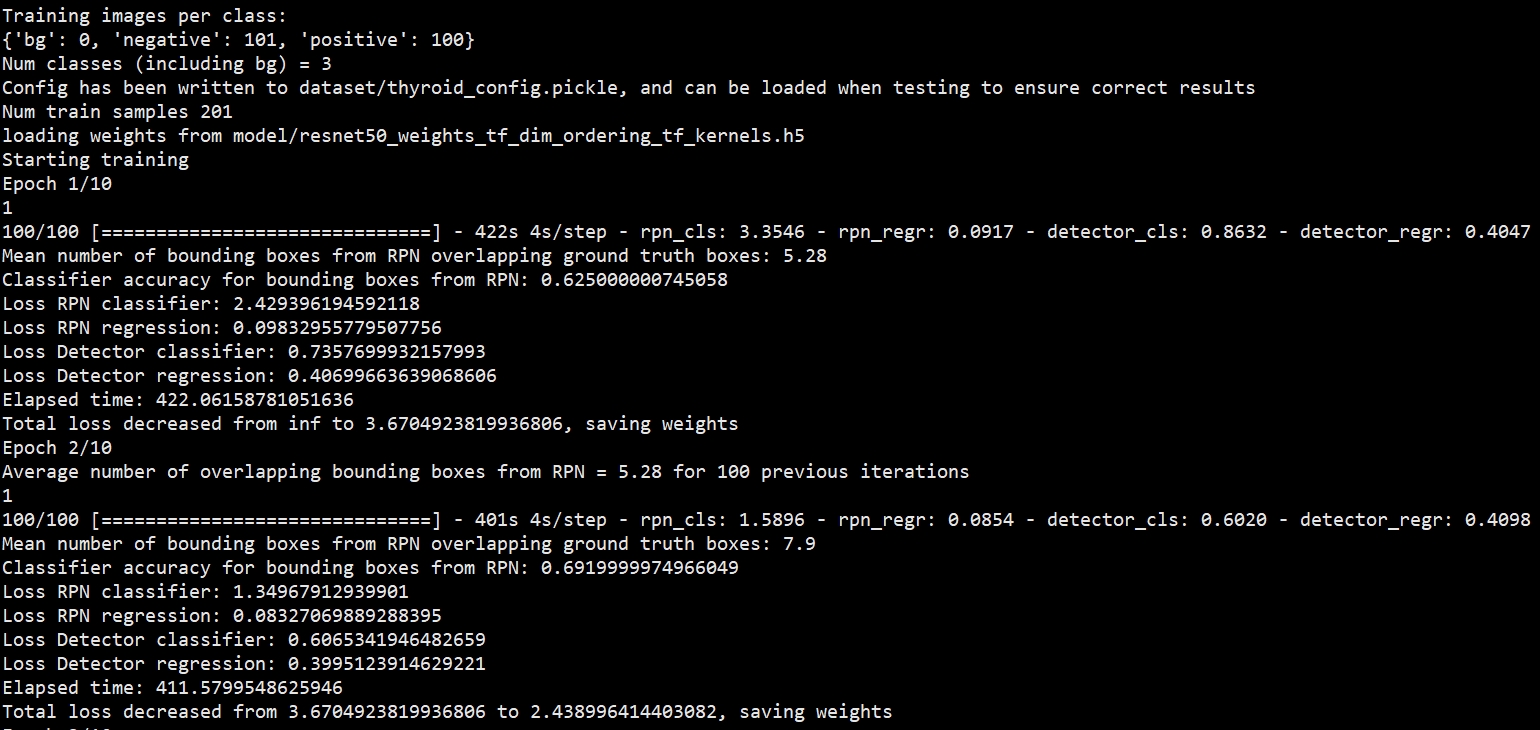 Training images per class:
{'bg': 0, 'negative': 101, 'positive': 100}
Num classes (including bg) = 3
Config has been written to dataset/thyroid_config.pickle, and can be loaded when testing to ensure correct results
Num train samples 201
loading weights from model/resnet50_weights_tf_dim_ordering_tf_kernels.h5
Starting training
Epoch 1/10
1
100/100 [==============================] - 422s 4s/step - rpn_cls: 3.3546 - rpn_regr: 0.0917 - detector_cls: 0.8632 - detector_regr: 0.4047
Mean number of bounding boxes from RPN overlapping ground truth boxes: 5.28
Classifier accuracy for bounding boxes from RPN: 0.625000000745058
Loss RPN classifier: 2.429396194592118
Loss RPN regression: 0.09832955779507756
Loss Detector classifier: 0.7357699932157993
Loss Detector regression: 0.40699663639068606
Elapsed time: 422.06158781051636
Total loss decreased from inf to 3.6704923819936806, saving weights
Epoch 2/10
Average number of overlapping bounding boxes from RPN = 5.28 for 100 previous iterations
1
100/100 [==============================] - 401s 4s/step - rpn_cls: 1.5896 - rpn_regr: 0.0854 - detector_cls: 0.6020 - detector_regr: 0.4098
Mean number of bounding boxes from RPN overlapping ground truth boxes: 7.9
Classifier accuracy for bounding boxes from RPN: 0.6919999974966049
Loss RPN classifier: 1.34967912939901
Loss RPN regression: 0.08327069889288395
Loss Detector classifier: 0.6065341946482659
Loss Detector regression: 0.3995123914629221
Elapsed time: 411.5799548625946
Total loss decreased from 3.6704923819936806 to 2.438996414403082, saving weights